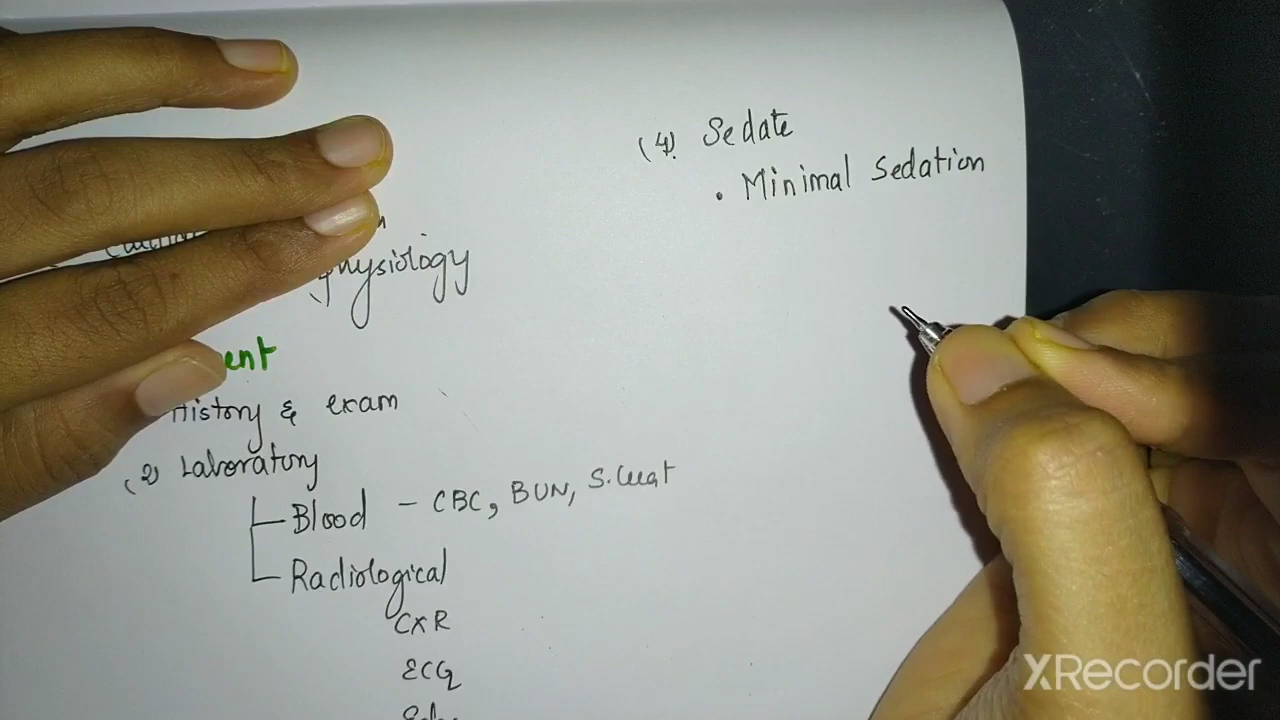 physiology
ent
History & exam
(2) Laboratory
Blood – CBC, BUN, S. Creat
Radiological
CXR
ECG
(4). Sedate
. Minimal Sedation
XRecorder